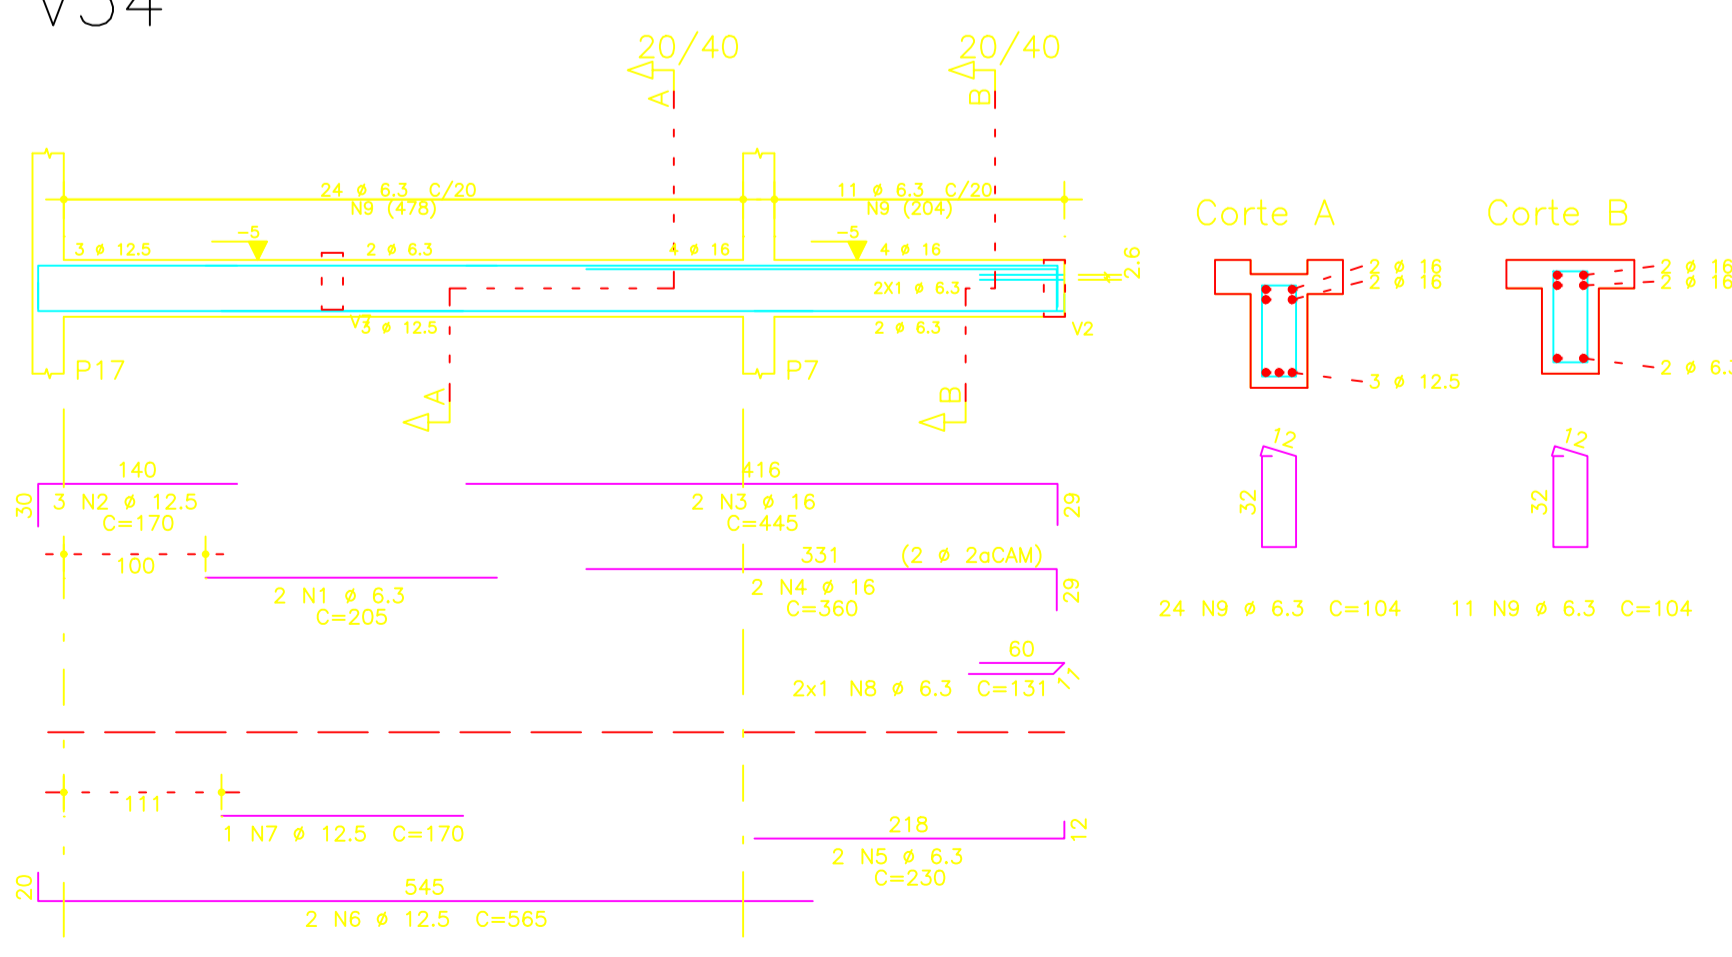 V34
20/40
20/40
A
B
24 ø 6.3 C/20
N9 (478)
11 ø 6.3 C/20
N9 (204)
Corte A
Corte B
-5
-5
3 ø 12.5
2 ø 6.3
4 ø 16
4 ø 16
2.6
2 ø 16
2 ø 16
2 ø 16
2 ø 16
2X1 ø 6.3
3 ø 12.5
2 ø 6.3
V2
P17
P7
3 ø 12.5
2 ø 6.3
A
B
140
416
12
12
30
3 N2 ø 12.5
C=170
2 N3 ø 16
C=445
29
32
32
100
331 (2 ø 2aCAM)
2 N1 ø 6.3
C=205
2 N4 ø 16
C=360
29
24 N9 ø 6.3 C=104
11 N9 ø 6.3 C=104
60
2x1 N8 ø 6.3 C=131
11
111
1 N7 ø 12.5 C=170
218
12
2 N5 ø 6.3
C=230
20
545
2 N6 ø 12.5 C=565